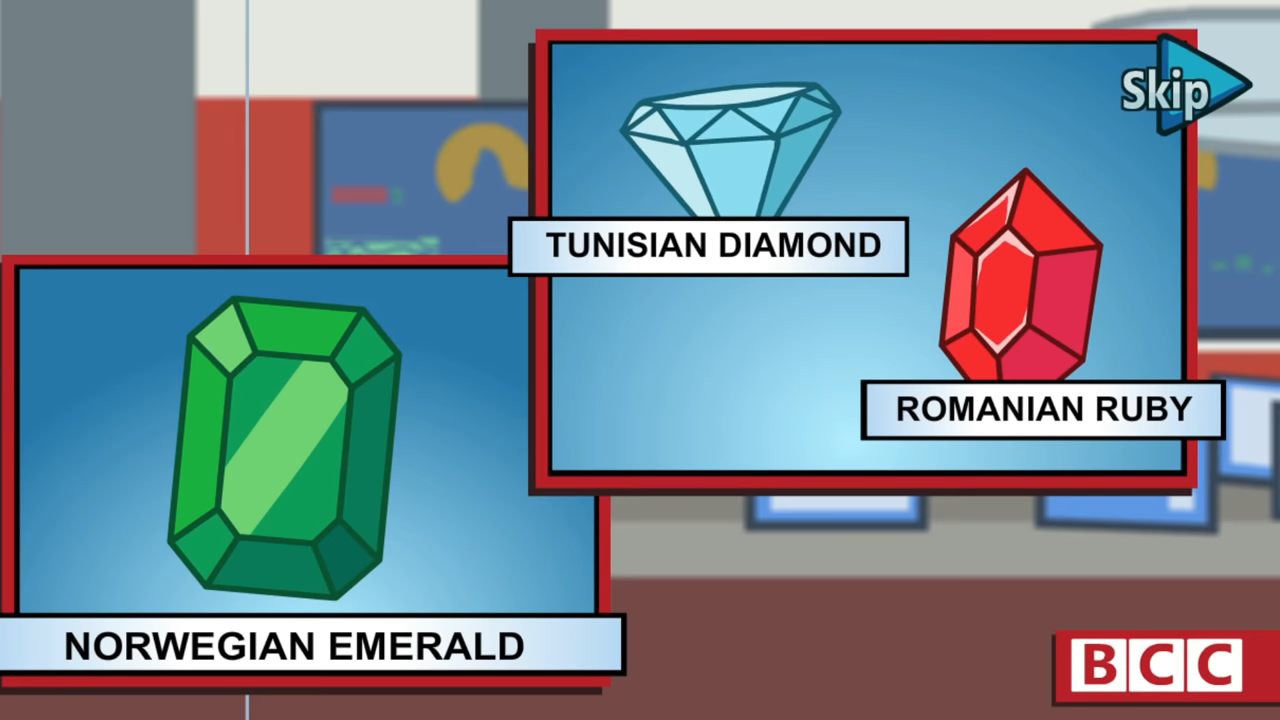 Skip
TUNISIAN DIAMOND
ROMANIAN RUBY
NORWEGIAN EMERALD
BCC